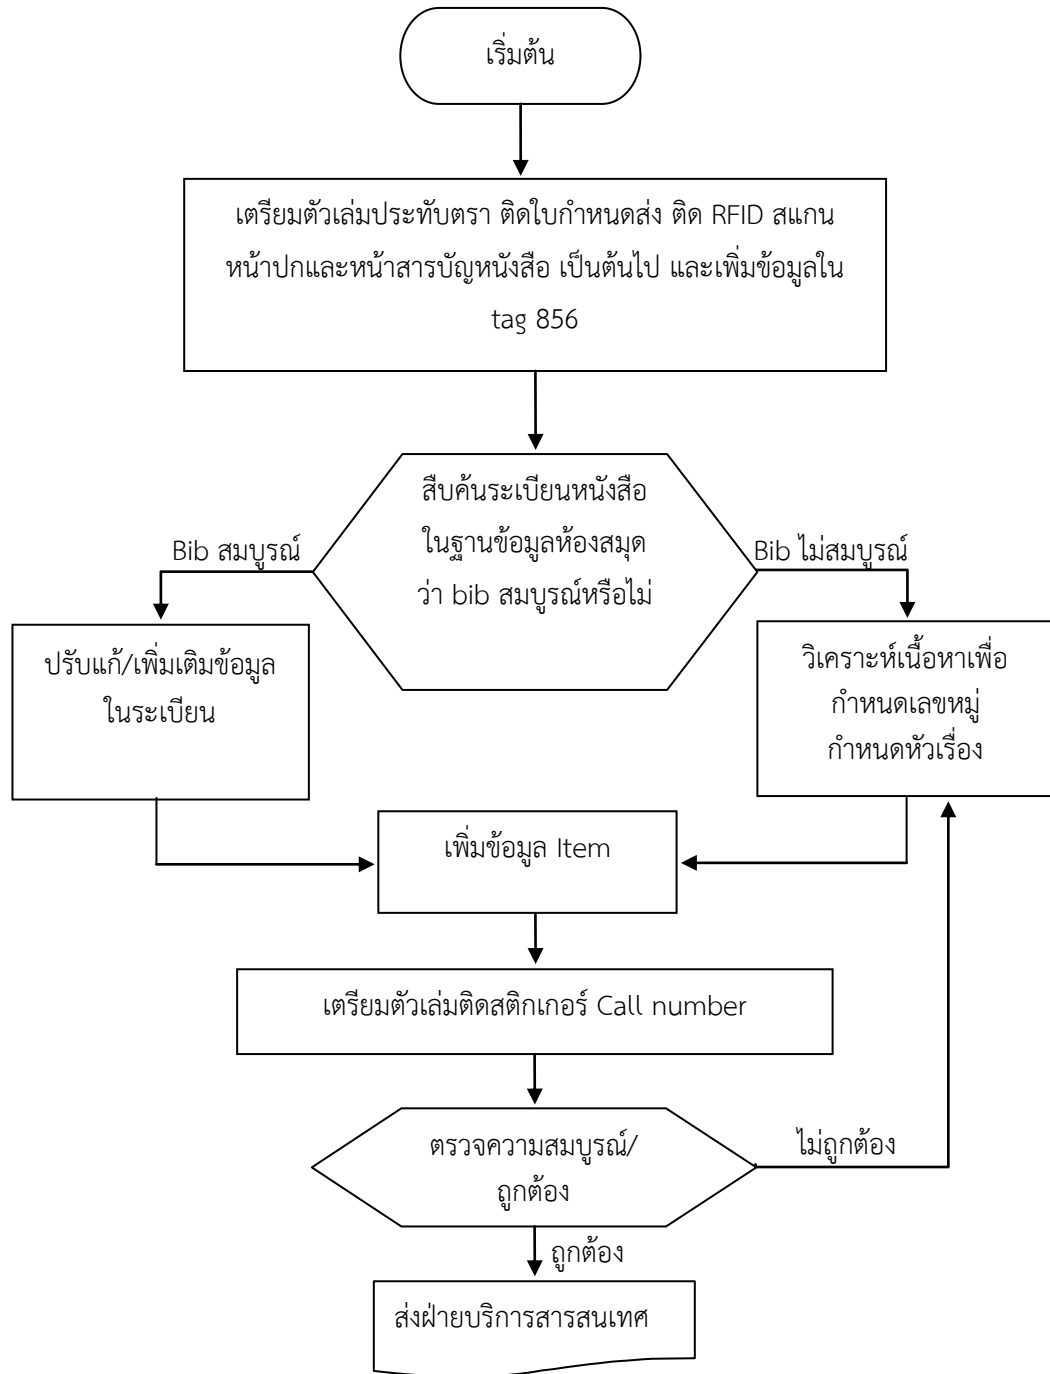 เริ่มต้น
เตรียมตัวเล่มประทับตรา ติดใบกำหนดส่ง ติด RFID สแกน
หน้าปกและหน้าสารบัญหนังสือ เป็นต้นไป และเพิ่มข้อมูลใน
tag 856
สืบค้นระเบียนหนังสือ
ในฐานข้อมูลห้องสมุด
ว่า bib สมบูรณ์หรือไม่
Bib สมบูรณ์
Bib ไม่สมบูรณ์
ปรับแก้/เพิ่มเติมข้อมูล
ในระเบียน
วิเคราะห์เนื้อหาเพื่อ
กำหนดเลขหมู่
กำหนดหัวเรื่อง
เพิ่มข้อมูล Item
เตรียมตัวเล่มติดสติกเกอร์ Call number
ตรวจความสมบูรณ์/
ถูกต้อง
ไม่ถูกต้อง
ถูกต้อง
ส่งฝ่ายบริการสารสนเทศ